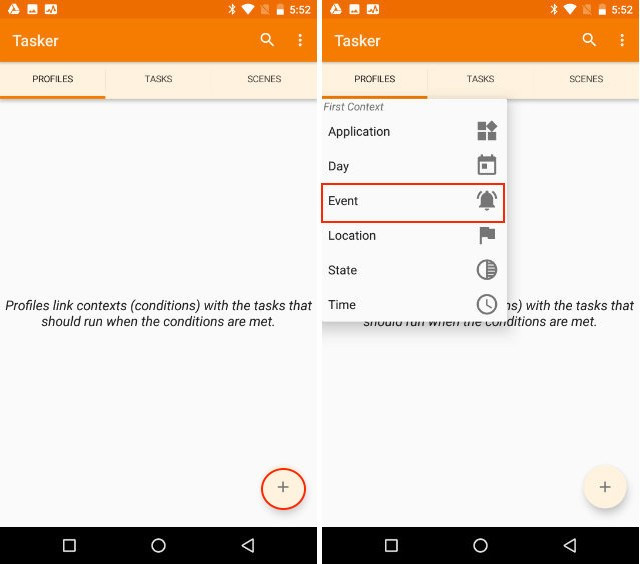 5:52
Tasker
PROFILES TASKS SCENES
Profiles link contexts (conditions) with the tasks that
should run when the conditions are met.
+
5:52
Tasker
PROFILES TASKS SCENES
First Context
Application
Day
Event
Location
State
Time
ns) with the tasks that
should run when the conditions are met.
+